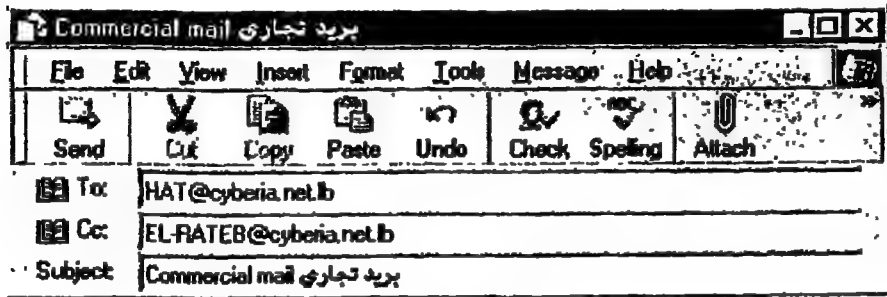 Commercial mail بريد تجاري
File Edit View Insert Format Tools Message Help
Send Cut Copy Paste Undo Check Spelling Attach »
To: HAT@cyberia.net.lb
Cc: EL-RATEB@cyberia.net.lb
Subject: Commercial mail بريد تجاري